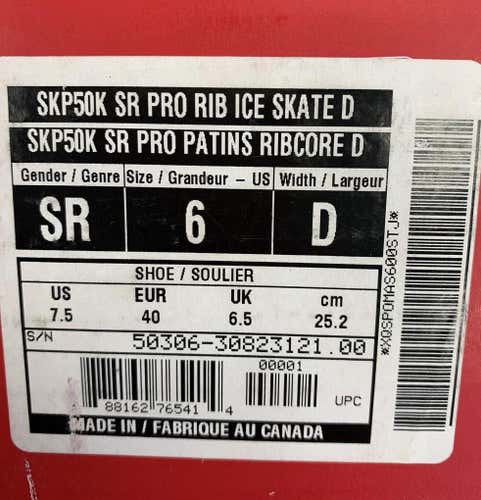 SKP50K SR PRO RIB ICE SKATE D
SKP50K SR PRO PATINS RIBCORE D
Gender / Genre Size / Grandeur - US Width / Largeur
SR 6 D
SHOE / SOULIER
US EUR UK cm
7.5 40 6.5 25.2
S/N 50306-30823121.00
00001
88162 76541 4 UPC
MADE IN / FABRIQUE AU CANADA
*XQSPOMAS600STJ*